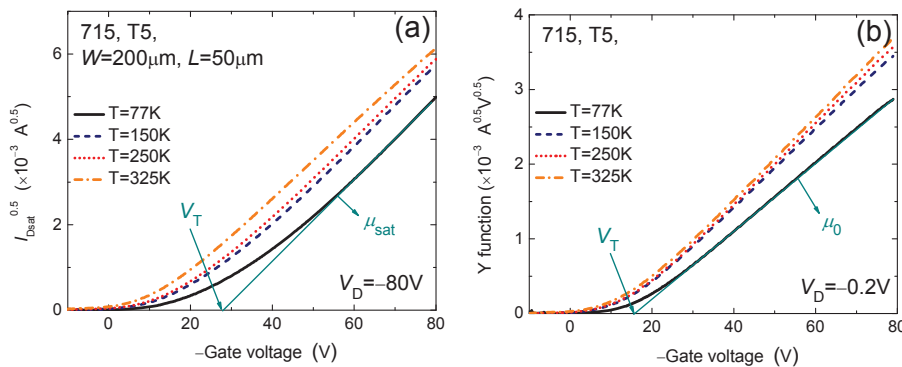 (a)
715, T5,
W=200μm, L=50μm
T=77K
T=150K
T=250K
T=325K
V_T
μ_sat
V_D=−80V
I_Dsat^0.5 (×10^−3 A^0.5)
0
2
4
6
0 20 40 60 80
−Gate voltage (V)
(b)
715, T5,
T=77K
T=150K
T=250K
T=325K
V_T
μ_0
V_D=−0.2V
Y function (×10^−3 A^0.5V^0.5)
0
1
2
3
4
0 20 40 60 80
−Gate voltage (V)